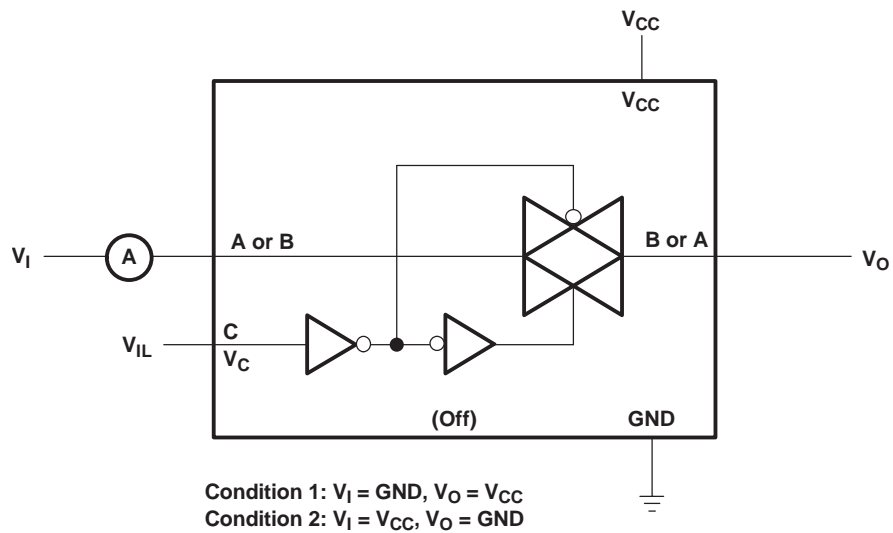 VCC
VCC
VI
A
A or B
B or A
VO
VIL
C
VC
(Off)
GND
Condition 1: VI = GND, VO = VCC
Condition 2: VI = VCC, VO = GND